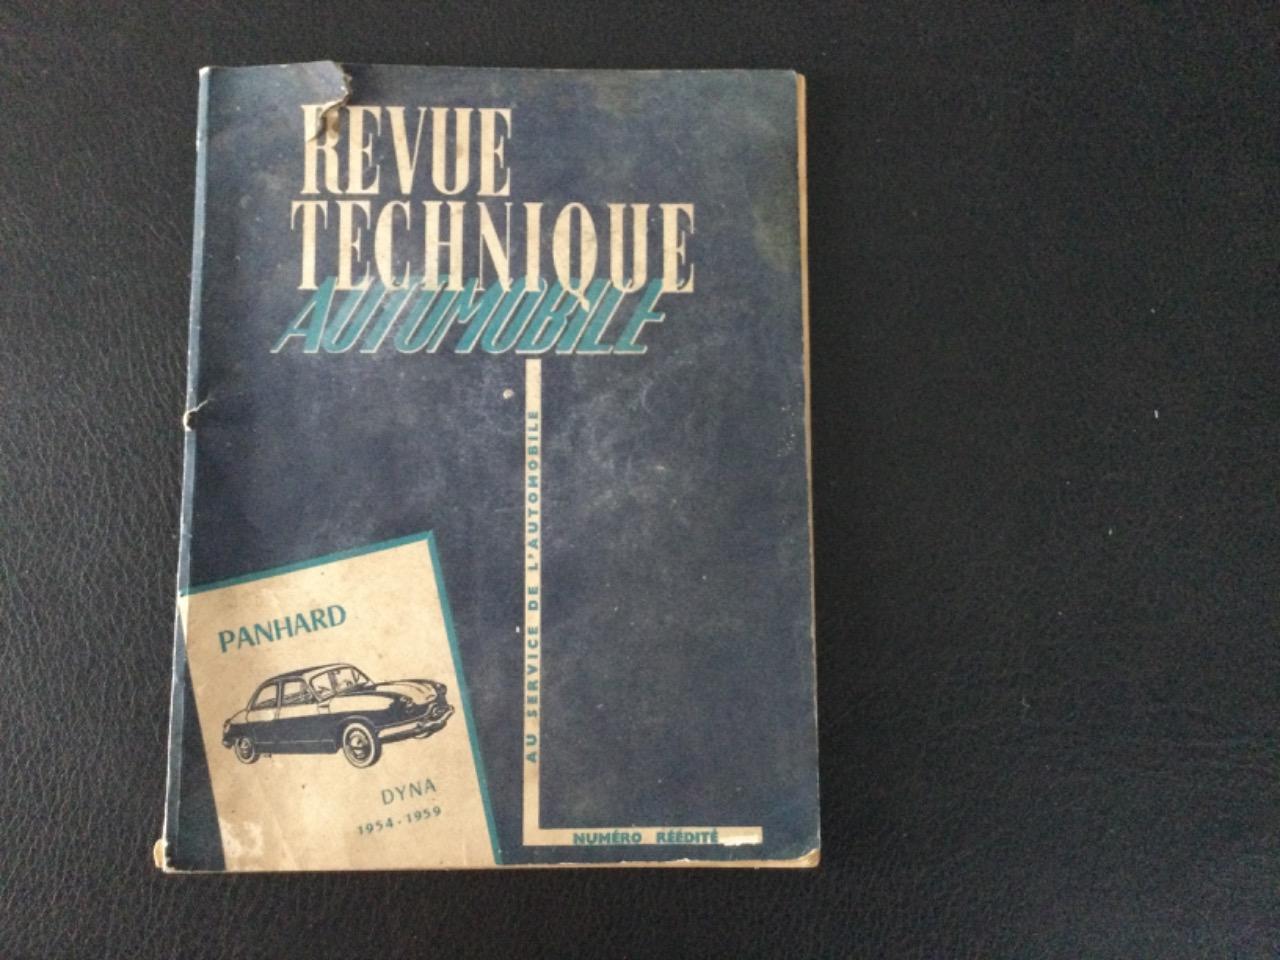 REVUE
TECHNIQUE
AUTOMOBILE
AU SERVICE DE L'AUTOMOBILE
PANHARD
DYNA
1954-1959
NUMÉRO RÉÉDITÉ